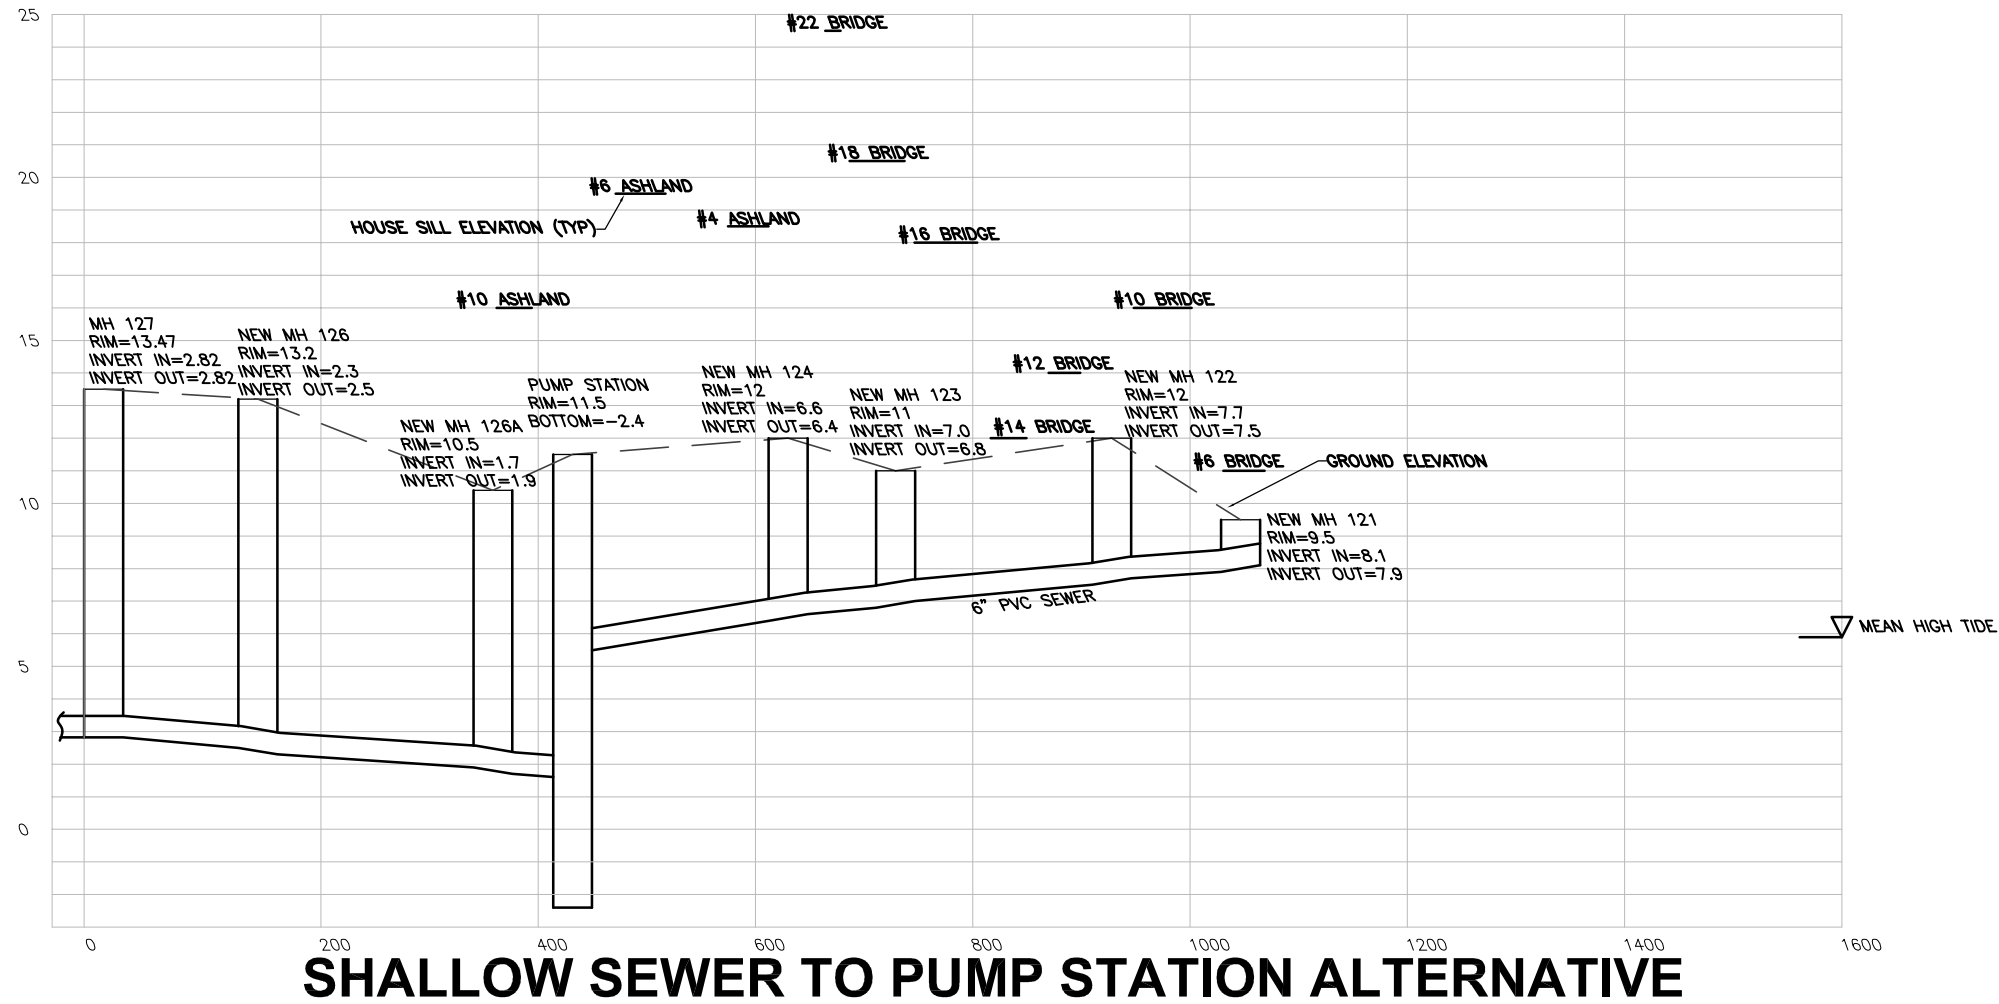 25
20
15
10
5
0
#22 BRIDGE
#18 BRIDGE
#6 ASHLAND
HOUSE SILL ELEVATION (TYP)
#4 ASHLAND
#16 BRIDGE
#10 ASHLAND
#10 BRIDGE
MH 127
RIM=13.47
INVERT IN=2.82
INVERT OUT=2.82
NEW MH 126
RIM=13.2
INVERT IN=2.3
INVERT OUT=2.5
NEW MH 126A
RIM=10.5
INVERT IN=1.7
INVERT OUT=1.9
PUMP STATION
RIM=11.5
BOTTOM=-2.4
NEW MH 124
RIM=12
INVERT IN=6.6
INVERT OUT=6.4
NEW MH 123
RIM=11
INVERT IN=7.0
INVERT OUT=6.8
#12 BRIDGE
#14 BRIDGE
NEW MH 122
RIM=12
INVERT IN=7.7
INVERT OUT=7.5
#6 BRIDGE
GROUND ELEVATION
NEW MH 121
RIM=9.5
INVERT IN=8.1
INVERT OUT=7.9
6" PVC SEWER
MEAN HIGH TIDE
0
200
400
600
800
1000
1200
1400
1600
SHALLOW SEWER TO PUMP STATION ALTERNATIVE